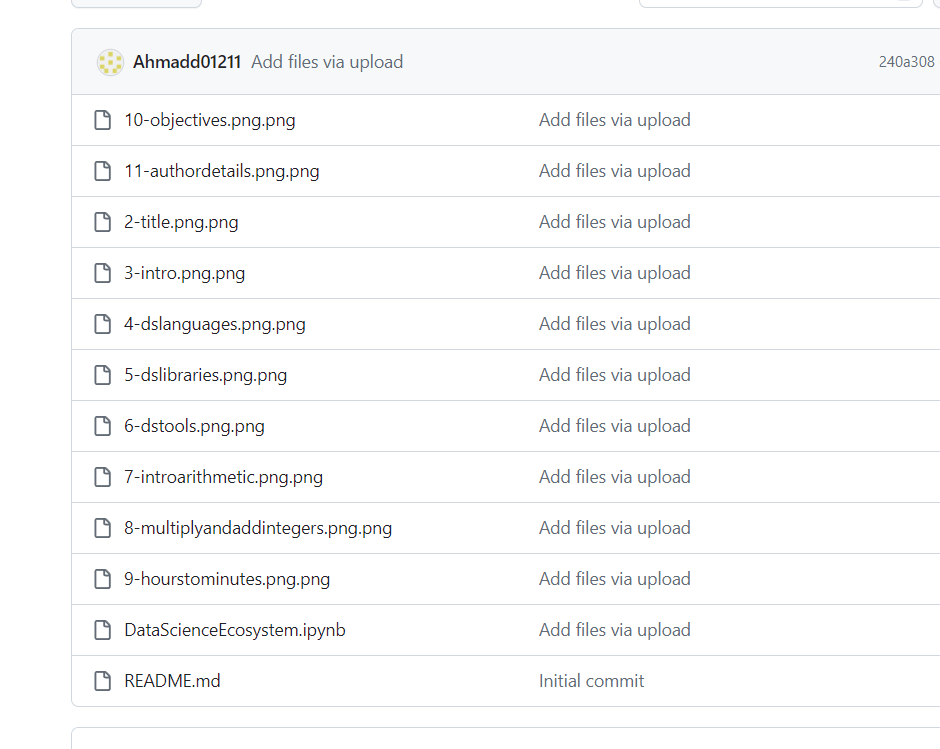 Ahmadd01211 Add files via upload 240a308
10-objectives.png.png Add files via upload
11-authordetails.png.png Add files via upload
2-title.png.png Add files via upload
3-intro.png.png Add files via upload
4-dslanguages.png.png Add files via upload
5-dslibraries.png.png Add files via upload
6-dstools.png.png Add files via upload
7-introarithmetic.png.png Add files via upload
8-multiplyandaddintegers.png.png Add files via upload
9-hourstominutes.png.png Add files via upload
DataScienceEcosystem.ipynb Add files via upload
README.md Initial commit